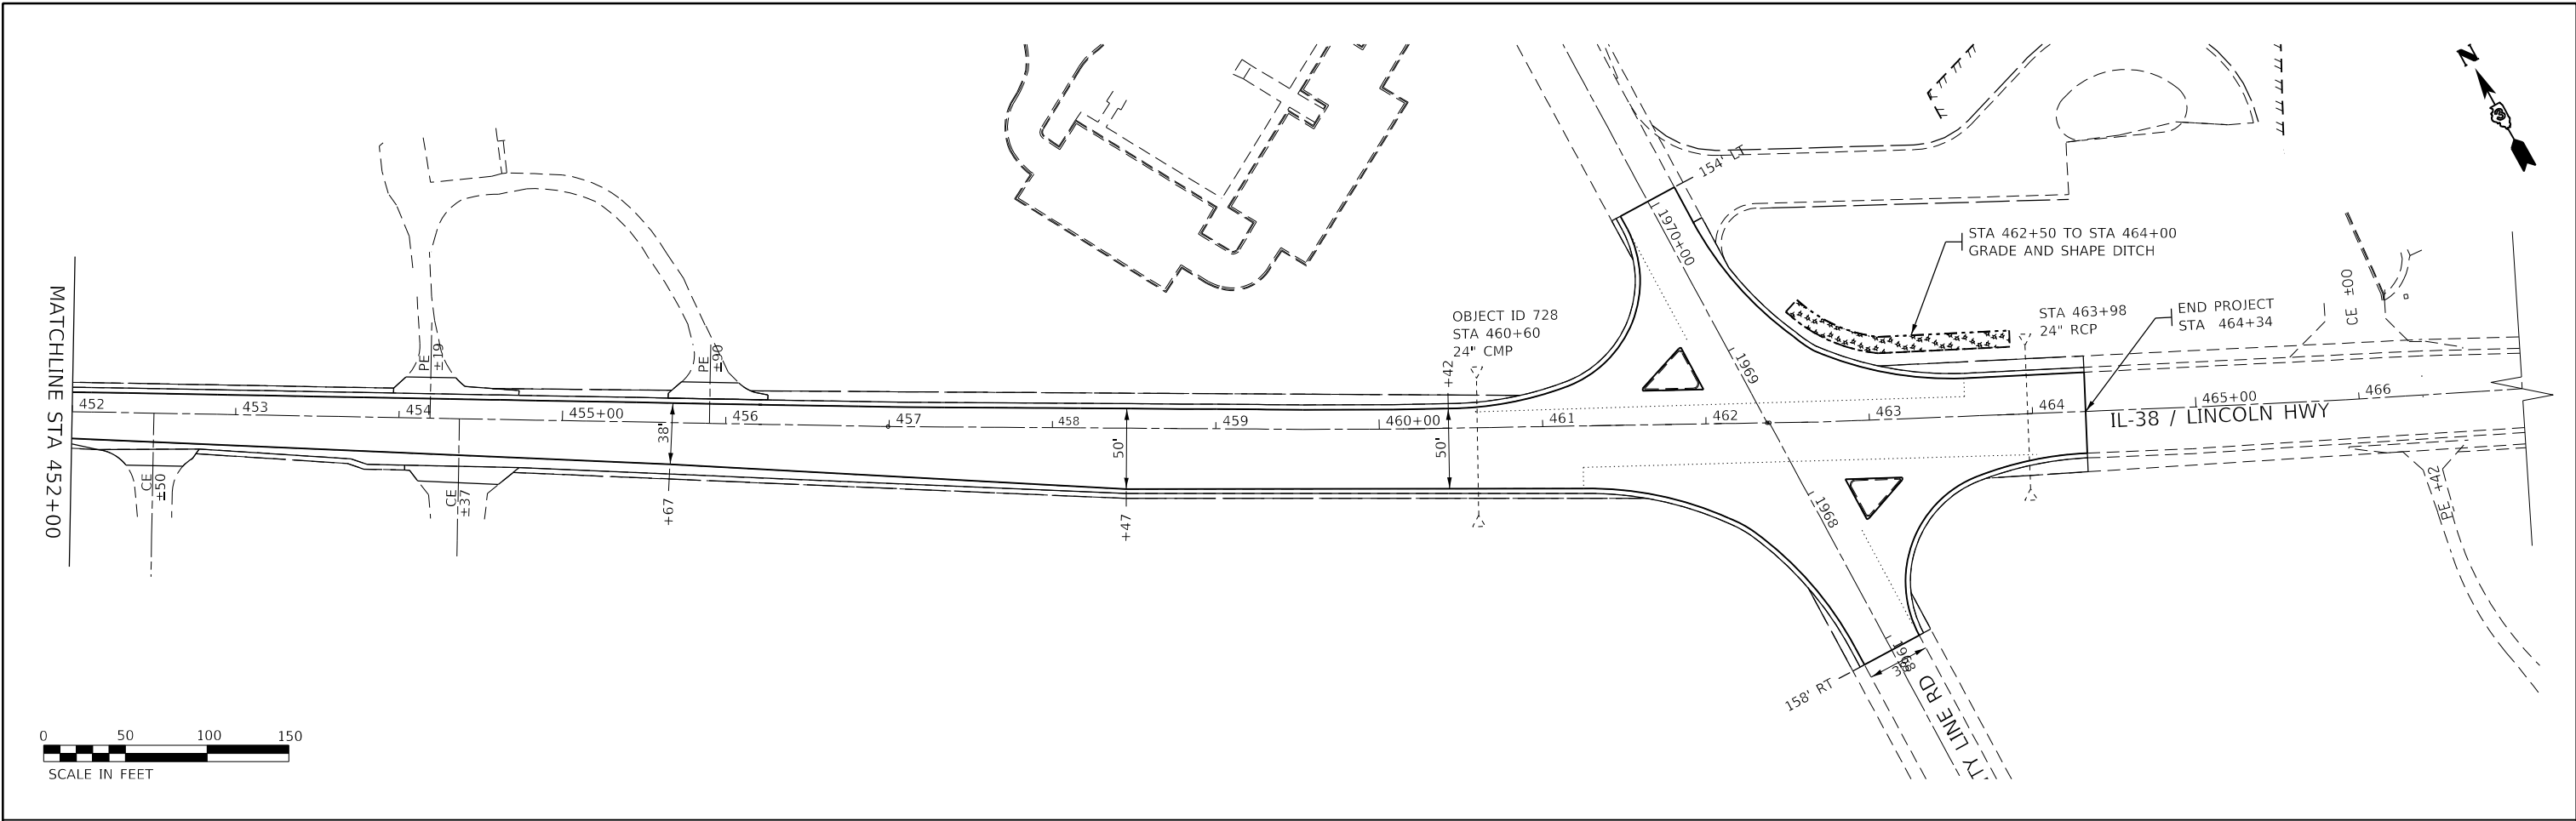 N
3
154' LT
1970+00
STA 462+50 TO STA 464+00
GRADE AND SHAPE DITCH
MATCHLINE STA 452+00
OBJECT ID 728
STA 460+60
24" CMP
STA 463+98
24" RCP
END PROJECT
STA 464+34
CE ±00
PE
±19
PE
±90
+42
1969
452
453
454
455+00
456
457
458
459
460+00
461
462
463
464
465+00
466
IL-38 / LINCOLN HWY
38'
50'
50'
CE
±50
CE
±37
+67
+47
1968
PE +42
1968
38'
158' RT
TY LINE RD
0 50 100 150
SCALE IN FEET